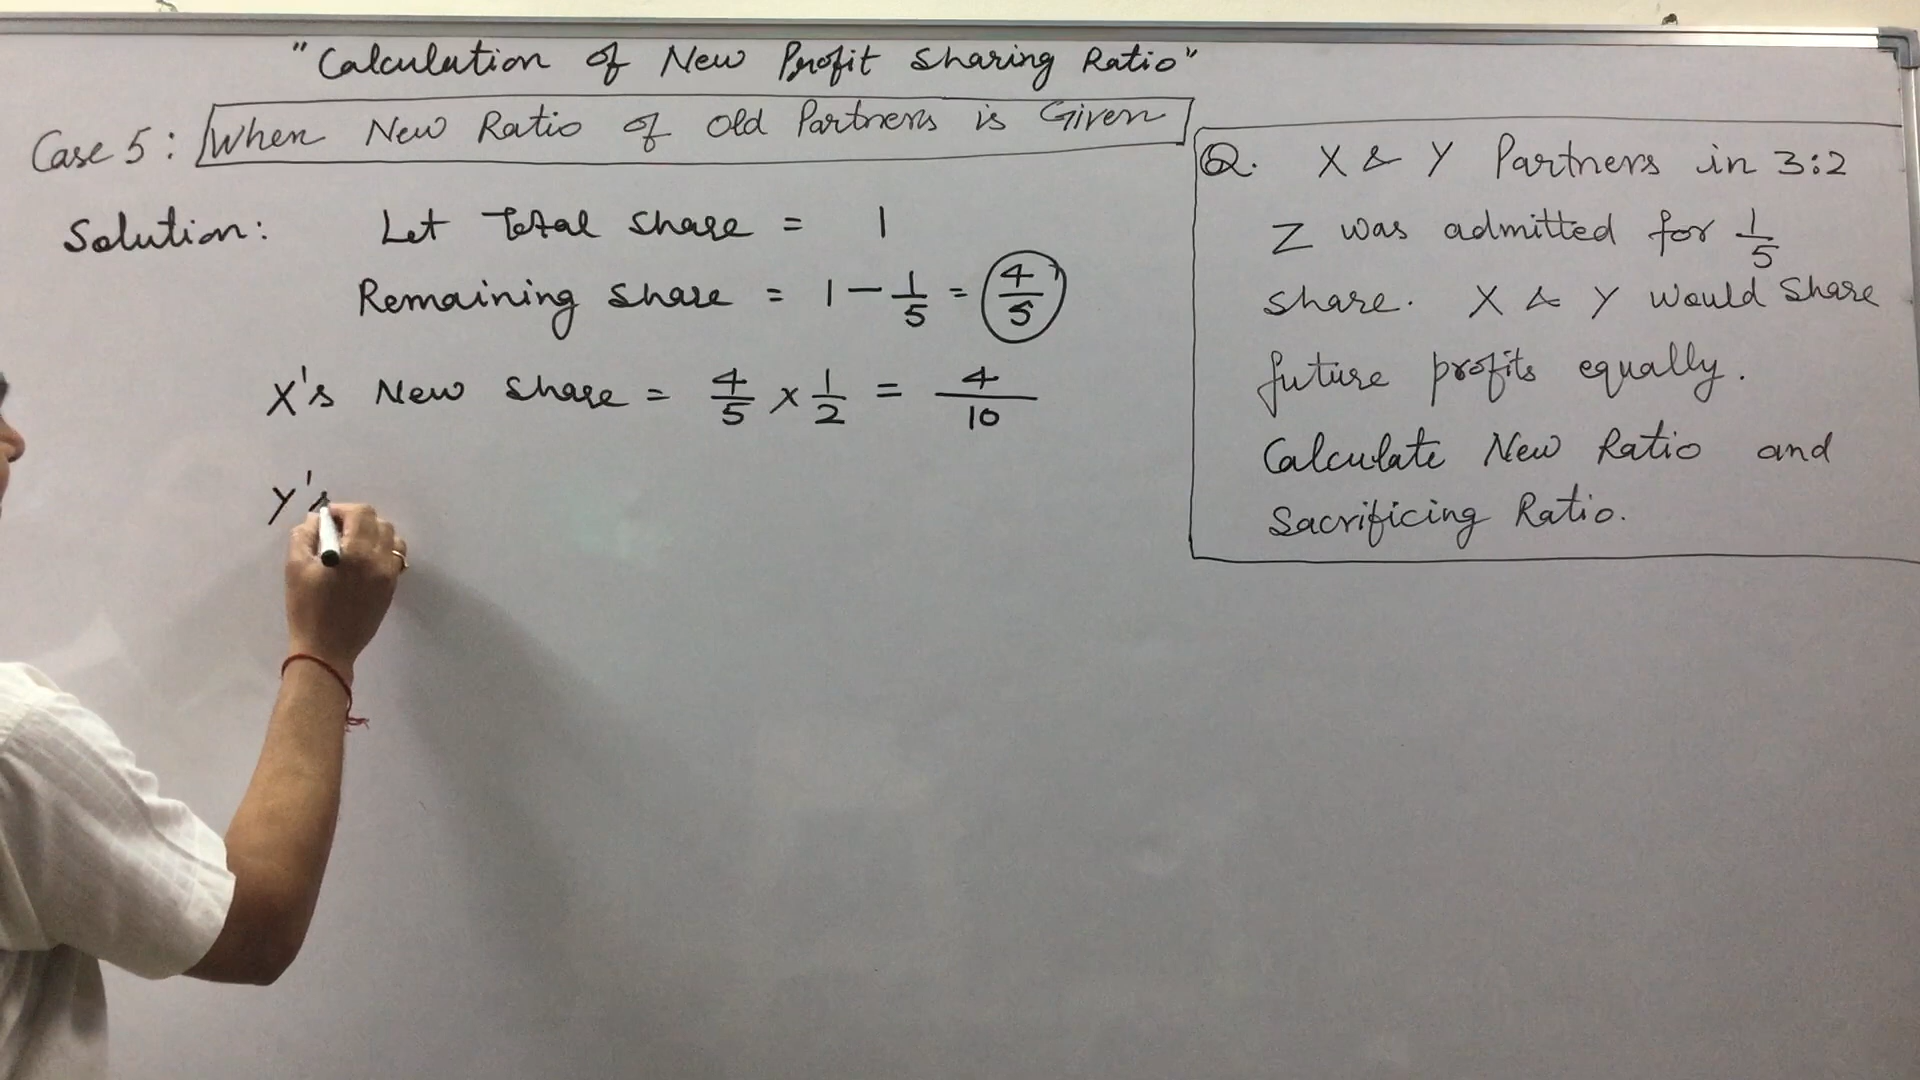 "Calculation of New Profit Sharing Ratio"
Case 5: When New Ratio of Old Partners is Given
Solution: Let Total Share = 1
Remaining Share = 1 - 1/5 = 4/5
X's New Share = 4/5 x 1/2 = 4/10
Y's
Q. X & Y Partners in 3:2
Z was admitted for 1/5
share. X & Y would share
future profits equally.
Calculate New Ratio and
Sacrificing Ratio.